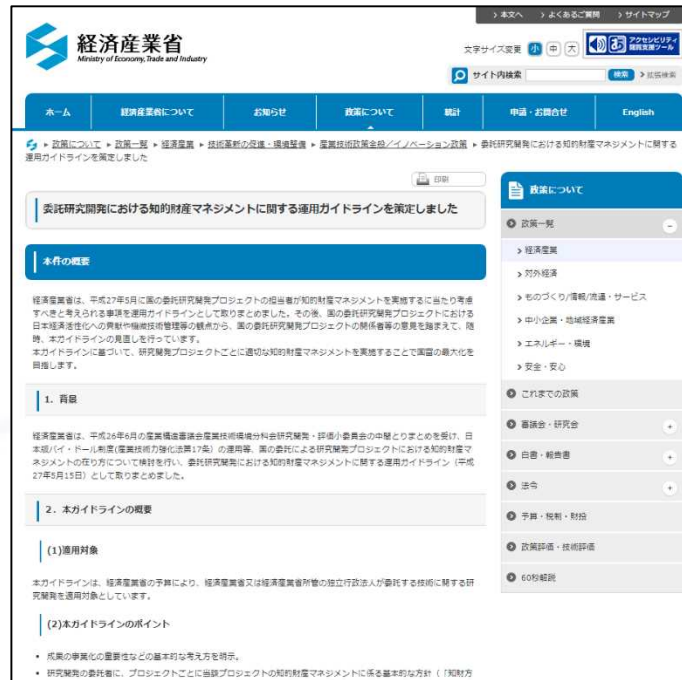 本文へ
よくあるご質問
サイトマップ
経済産業省
Ministry of Economy, Trade and Industry
文字サイズ変更 小 中 大
アクセシビリティ
閲覧支援ツール
サイト内検索 検索 拡張検索
ホーム 経済産業省について お知らせ 政策について 統計 申請・お問合せ English
政策について ▸ 政策一覧 ▸ 経済産業 ▸ 技術革新の促進・環境整備 ▸ 産業技術政策全般/イノベーション政策 ▸ 委託研究開発における知的財産マネジメントに関する
運用ガイドラインを策定しました
印刷
委託研究開発における知的財産マネジメントに関する運用ガイドラインを策定しました
本件の概要
経済産業省は、平成27年5月に国の委託研究開発プロジェクトの担当者が知的財産マネジメントを実施するに当たり考慮
すべきと考えられる事項を運用ガイドラインとして取りまとめました。その後、国の研究開発プロジェクトにおける
日本経済活性化への貢献や機微技術管理等の観点から、国の委託研究開発プロジェクトの関係者等の意見を踏まえて、随
時、本ガイドラインの見直しを行っています。
本ガイドラインに基づいて、研究開発プロジェクトごとに適切な知的財産マネジメントを実施することで国富の最大化を
目指します。
1．背景
経済産業省は、平成26年6月の産業構造審議会産業技術環境分科会研究開発・評価小委員会の中間とりまとめを受け、日
本版バイ・ドール制度(産業技術力強化法第17条）の運用等、国の委託による研究開発プロジェクトにおける知的財産マ
ネジメントの在り方について検討を行い、委託研究開発における知的財産マネジメントに関する運用ガイドライン（平成
27年5月15日）として取りまとめました。
2．本ガイドラインの概要
(1)適用対象
本ガイドラインは、経済産業省の予算により、経済産業省又は経済産業省所管の独立行政法人が委託する技術に関する研
究開発を適用対象としています。
(2)本ガイドラインのポイント
• 成果の事業化の重要性などの基本的な考え方を明示。
• 研究開発の委託者に、プロジェクトごとに当該プロジェクトの知的財産マネジメントに係る基本的な方針（「知財方
政策について
政策一覧
経済産業
対外経済
ものづくり/情報/流通・サービス
中小企業・地域経済産業
エネルギー・環境
安全・安心
これまでの政策
審議会・研究会
白書・報告書
法令
予算・税制・財投
政策評価・技術評価
60秒解説